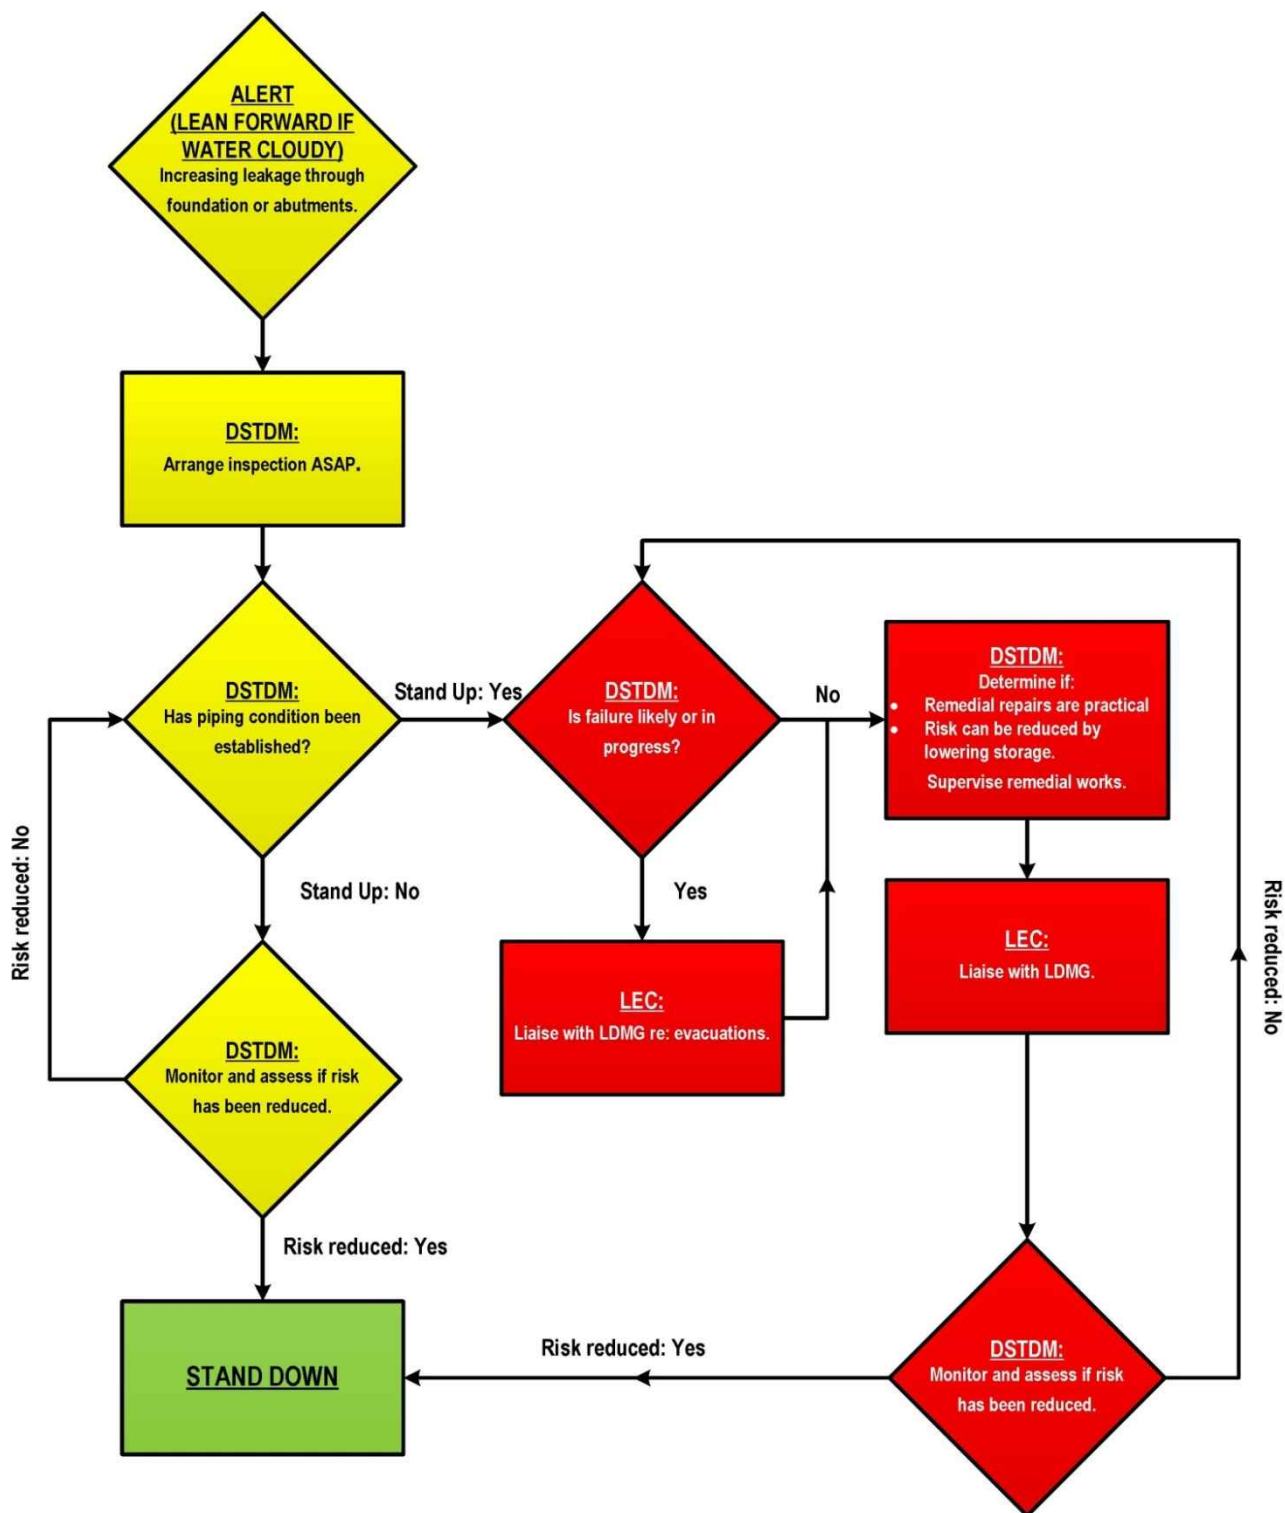 ALERT
(LEAN FORWARD IF
WATER CLOUDY)
Increasing leakage through
foundation or abutments.
DSTDM:
Arrange inspection ASAP.
DSTDM:
Has piping condition been
established?
Stand Up: Yes
DSTDM:
Is failure likely or in
progress?
No
DSTDM:
Determine if:
• Remedial repairs are practical
• Risk can be reduced by
lowering storage.
Supervise remedial works.
Risk reduced: No
Stand Up: No
Yes
LEC:
Liaise with LDMG re: evacuations.
LEC:
Liaise with LDMG.
Risk reduced: No
DSTDM:
Monitor and assess if risk
has been reduced.
Risk reduced: Yes
STAND DOWN
Risk reduced: Yes
DSTDM:
Monitor and assess if risk
has been reduced.